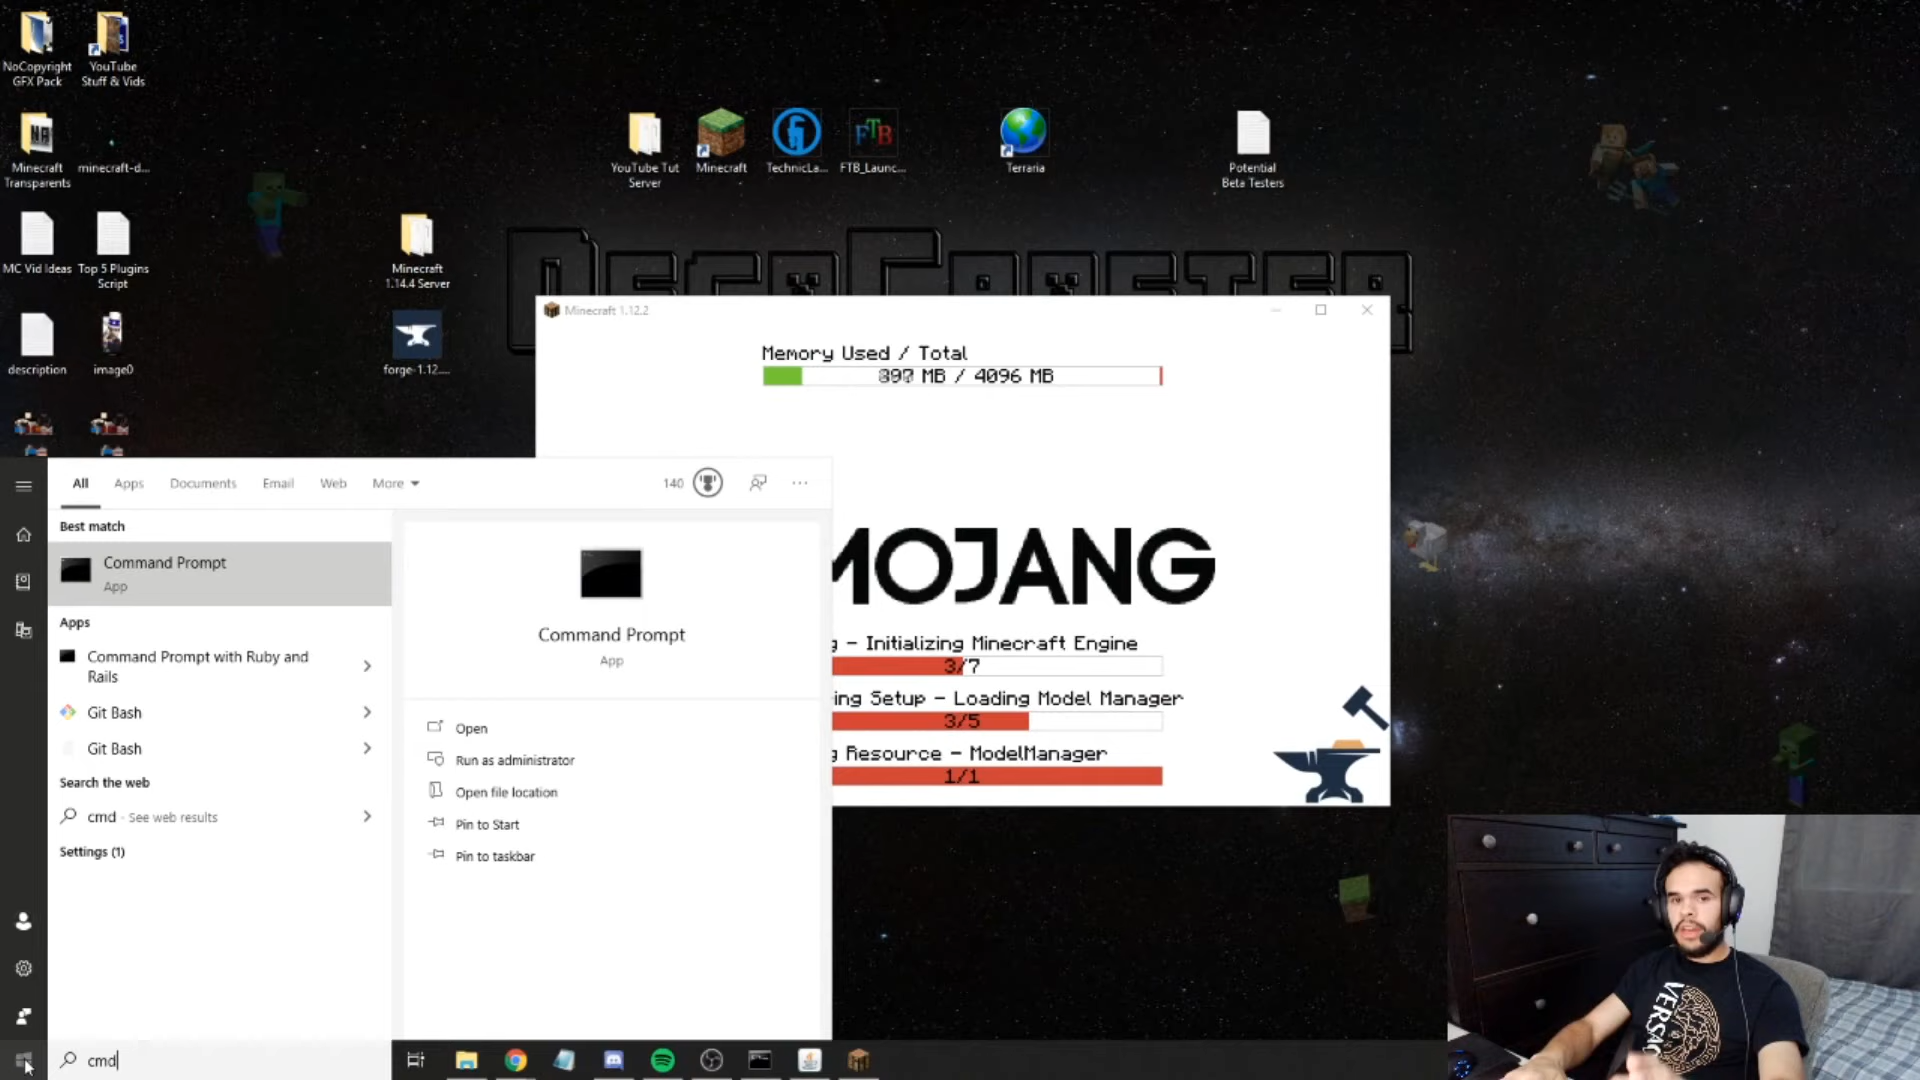 NoCopyright
GFX Pack
YouTube
Stuff & Vids
Minecraft
Transparents
minecraft-d...
YouTube Tut
Server
Minecraft
TechnicLa...
FTB_Launc...
Terraria
Potential
Beta Testers
MC Vid Ideas
Top 5 Plugins
Script
Minecraft
1.14.4 Server
description
image0
forge-1.12....
Minecraft 1.12.2
Memory Used / Total
MB / 4096 MB
MOJANG
g - Initializing Minecraft Engine
3/7
ing Setup - Loading Model Manager
3/5
g Resource - ModelManager
1/1
All
Apps
Documents
Email
Web
More
140
Best match
Command Prompt
App
Apps
Command Prompt with Ruby and
Rails
Git Bash
Git Bash
Search the web
cmd - See web results
Settings (1)
Command Prompt
App
Open
Run as administrator
Open file location
Pin to Start
Pin to taskbar
cmd
VERSAC